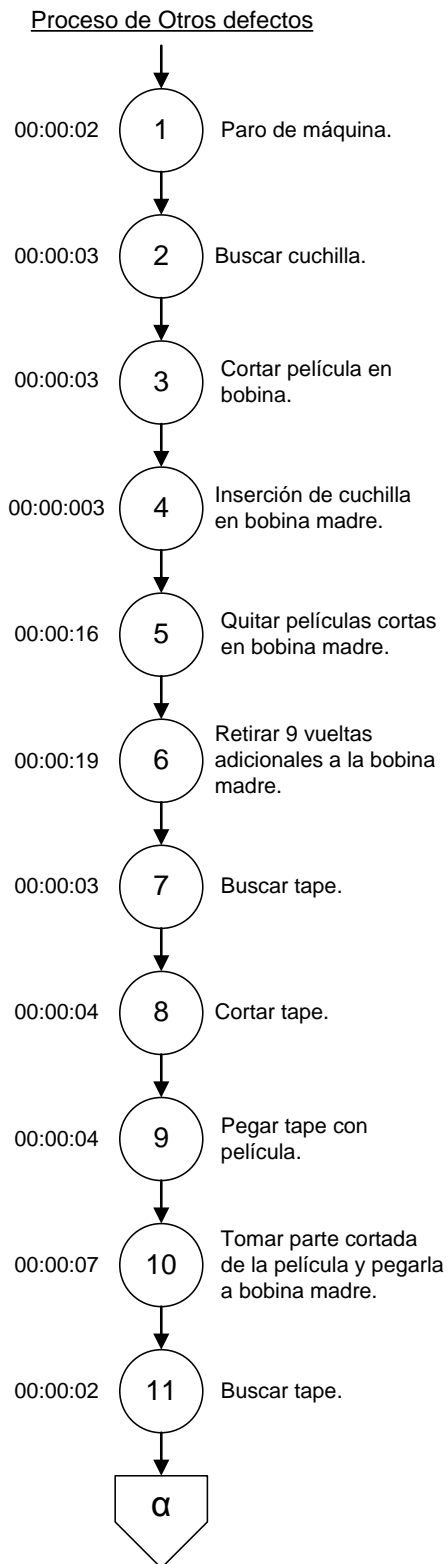 Proceso de Otros defectos
00:00:02 1 Paro de máquina.
00:00:03 2 Buscar cuchilla.
00:00:03 3 Cortar película en
bobina.
00:00:003 4 Inserción de cuchilla
en bobina madre.
00:00:16 5 Quitar películas cortas
en bobina madre.
00:00:19 6 Retirar 9 vueltas
adicionales a la bobina
madre.
00:00:03 7 Buscar tape.
00:00:04 8 Cortar tape.
00:00:04 9 Pegar tape con
película.
00:00:07 10 Tomar parte cortada
de la película y pegarla
a bobina madre.
00:00:02 11 Buscar tape.
α